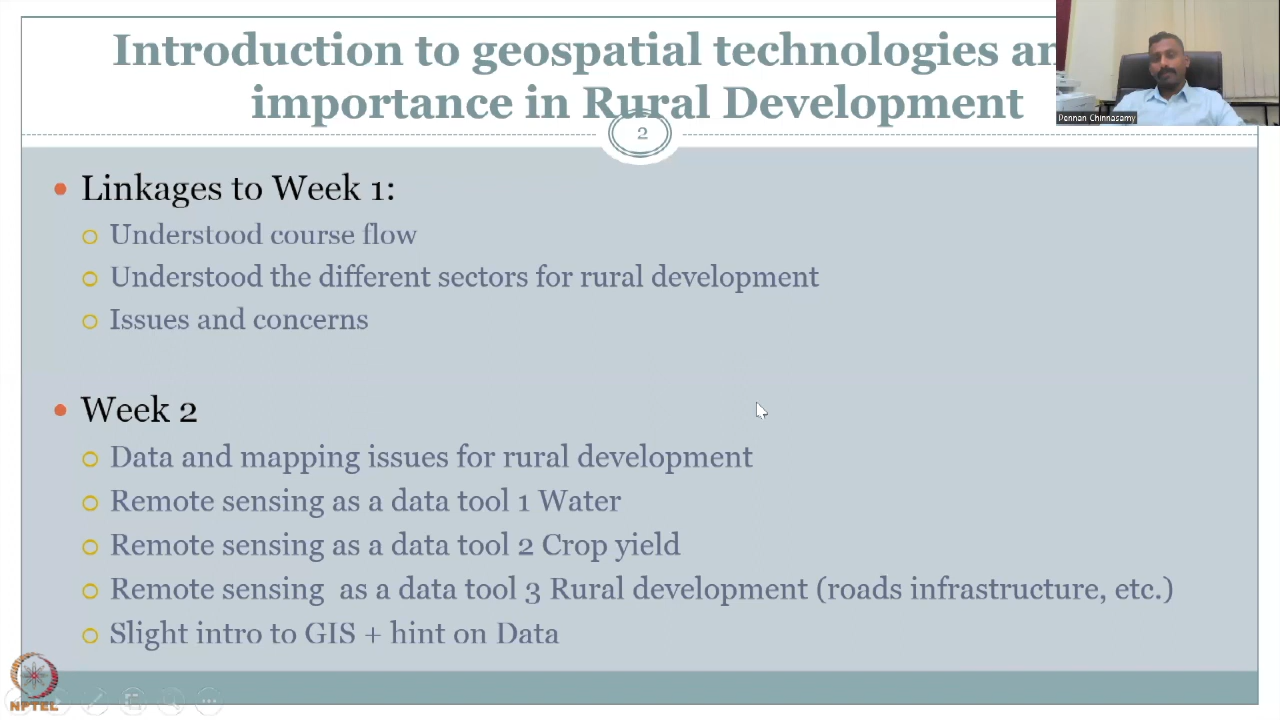 Introduction to geospatial technologies an
importance in Rural Development
Pennan Chinnasamy
2
Linkages to Week 1:
Understood course flow
Understood the different sectors for rural development
Issues and concerns
Week 2
Data and mapping issues for rural development
Remote sensing as a data tool 1 Water
Remote sensing as a data tool 2 Crop yield
Remote sensing as a data tool 3 Rural development (roads infrastructure, etc.)
Slight intro to GIS + hint on Data
NPTEL